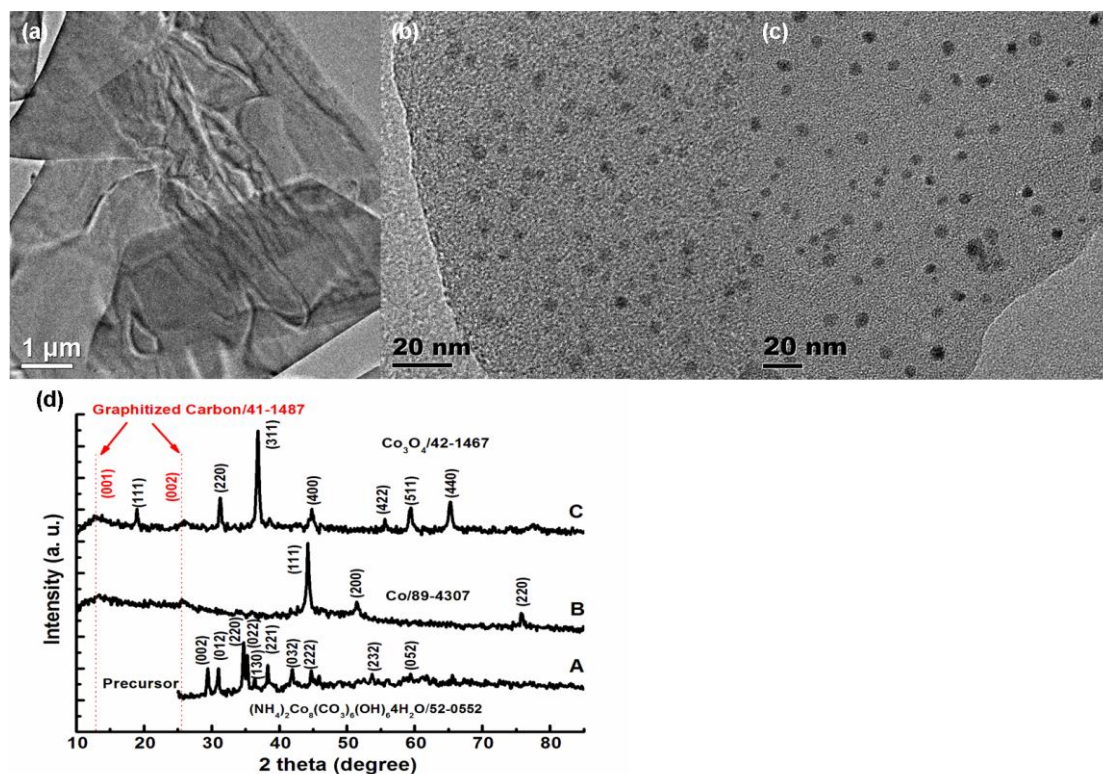 (a)
(b)
(c)
1 μm
20 nm
20 nm
(d)
Graphitized Carbon/41-1487
(001)
(111)
(002)
(220)
(311)
Co₃O₄/42-1467
(400)
(422)
(511)
(440)
C
(111)
(200)
Co/89-4307
(220)
B
Precursor
(002)
(012)
(220)
(022)
(130)
(221)
(032)
(222)
(232)
(052)
A
(NH₄)₂Co₈(CO₃)₆(OH)₆4H₂O/52-0552
Intensity (a. u.)
10 20 30 40 50 60 70 80
2 theta (degree)